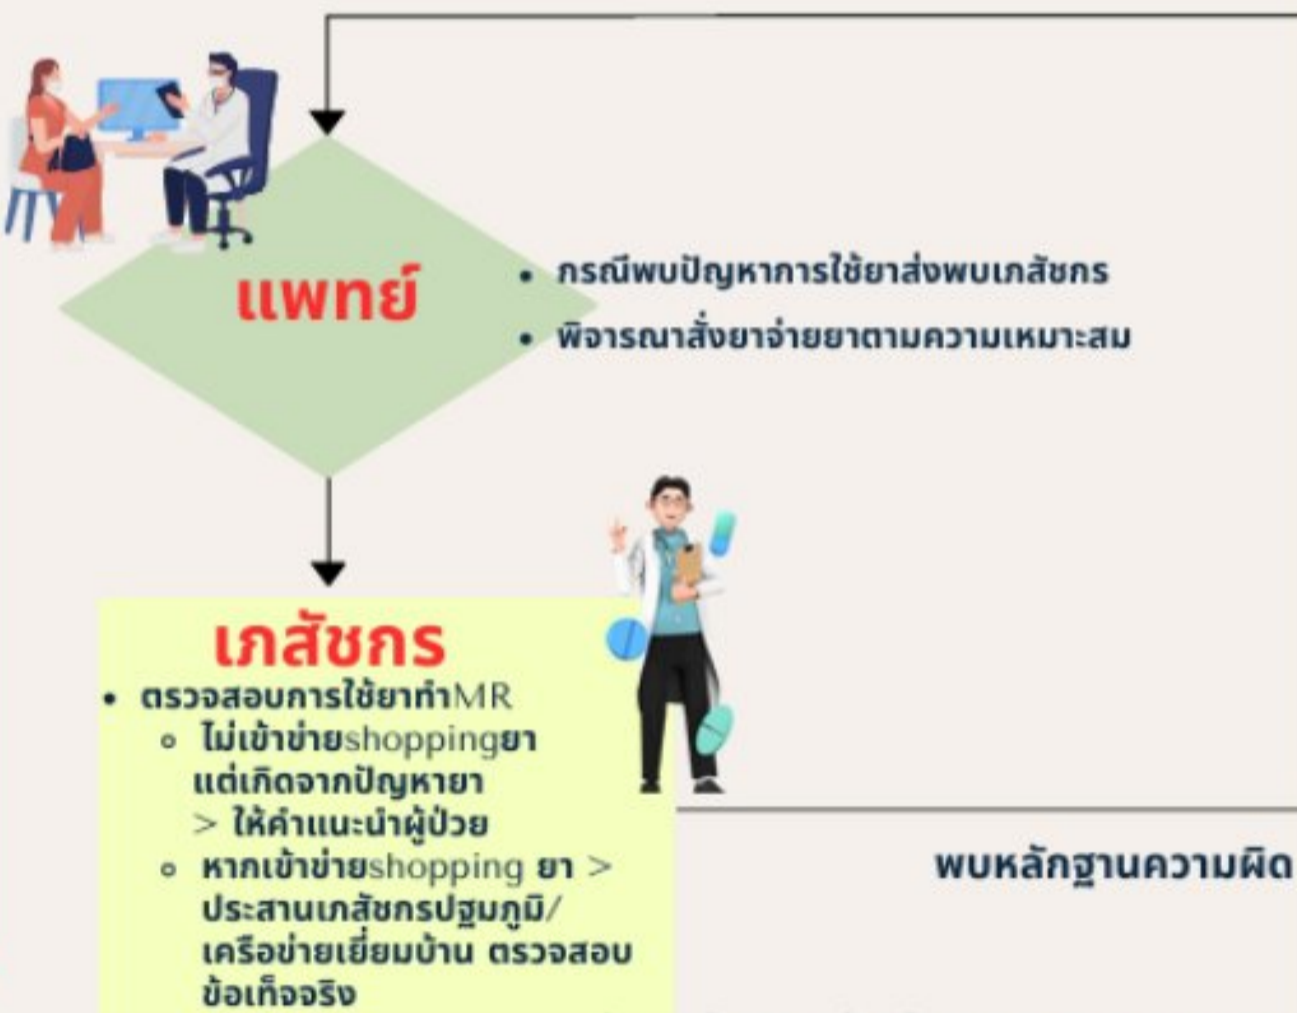 แพทย์
• กรณีพบปัญหาการใช้ยาส่งพบเภสัชกร
• พิจารณาสั่งยาจ่ายยาตามความเหมาะสม
เภสัชกร
• ตรวจสอบการใช้ยาทำMR
◦ ไม่เข้าข่ายshoppingยา
แต่เกิดจากปัญหายา
> ให้คำแนะนำผู้ป่วย
◦ หากเข้าข่ายshopping ยา >
ประสานเภสัชกรปฐมภูมิ/
เครือข่ายเยี่ยมบ้าน ตรวจสอบ
ข้อเท็จจริง
พบหลักฐานความผิด